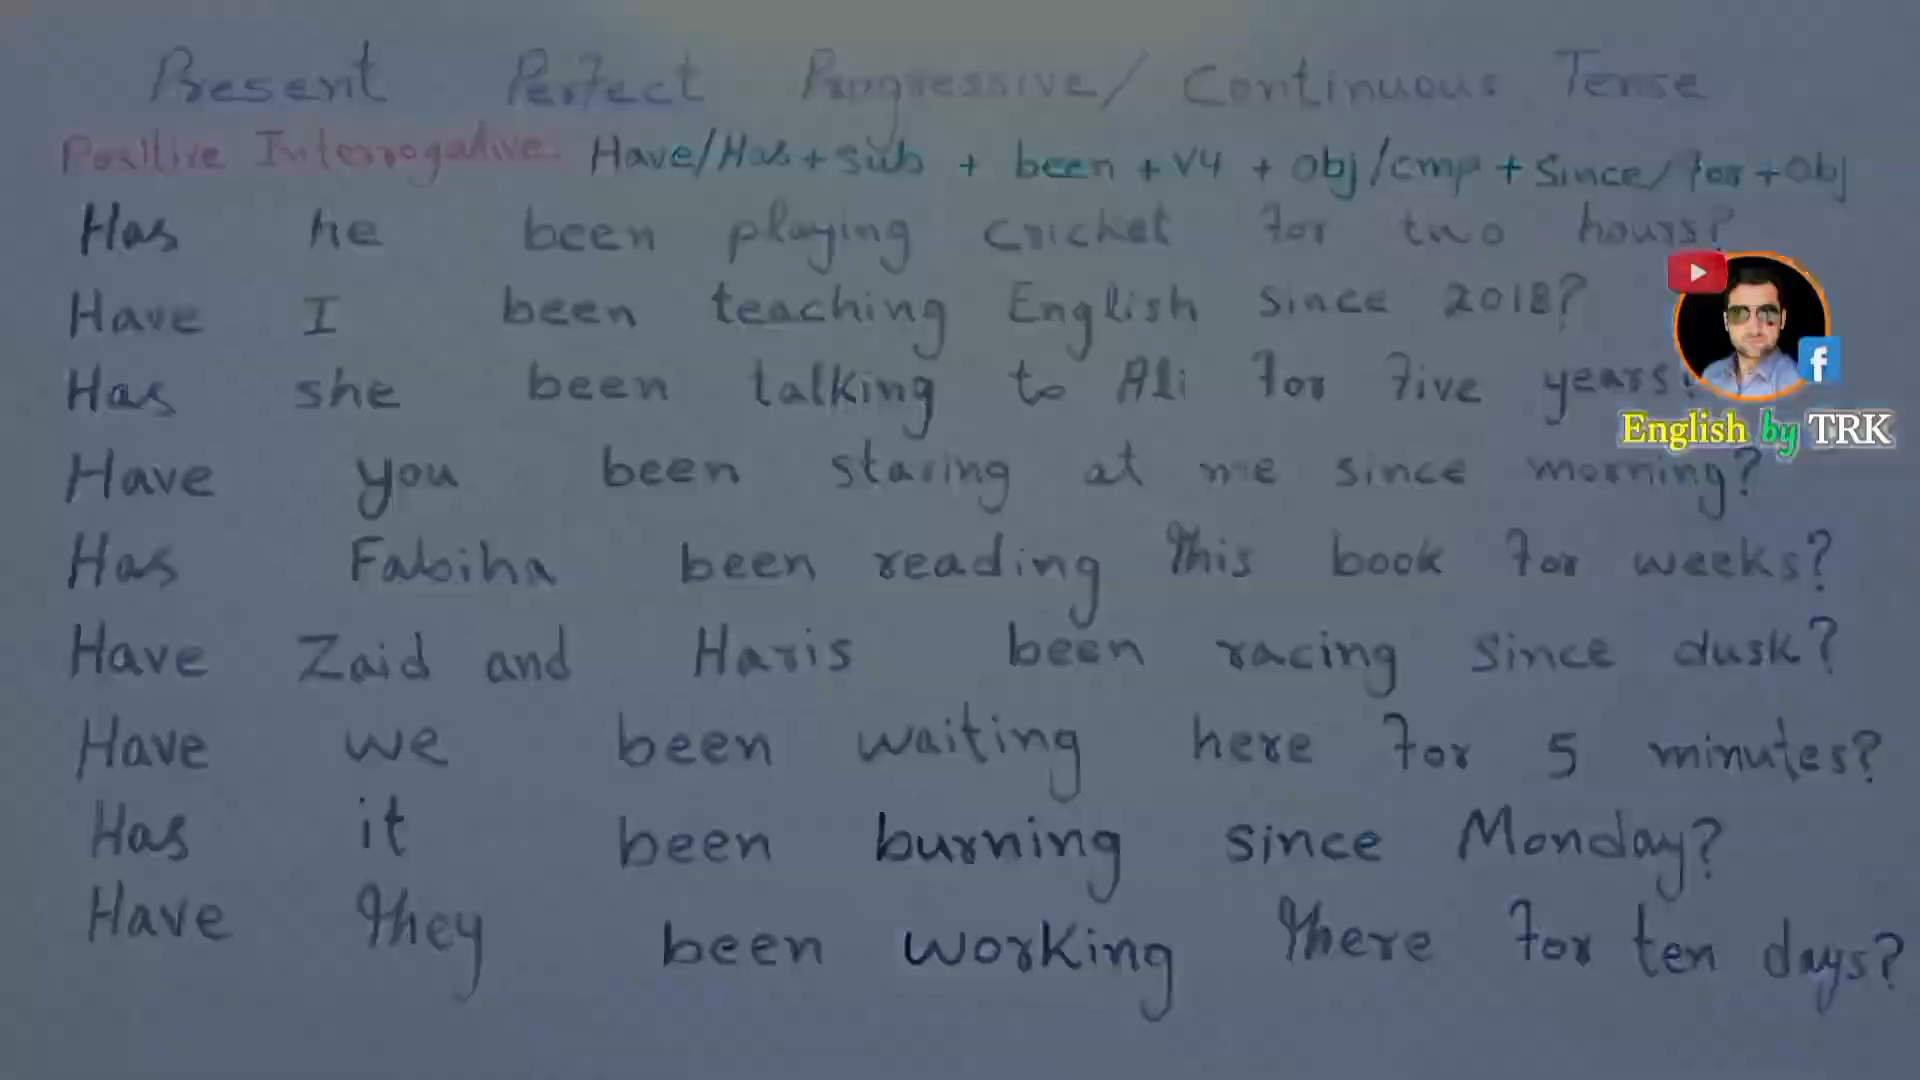 Present Perfect Progressive/ Continuous Tense
Positive Interrogative. Have/Has + sub + been + V4 + obj/cmp + since/for + obj
Has he been playing cricket for two hours?
Have I been teaching English since 2018?
Has she been talking to Ali for five years?
English by TRK
Have you been staring at me since morning?
Has Fabiha been reading this book for weeks?
Have Zaid and Haris been racing since dusk?
Have we been waiting here for 5 minutes?
Has it been burning since Monday?
Have they been working there for ten days?